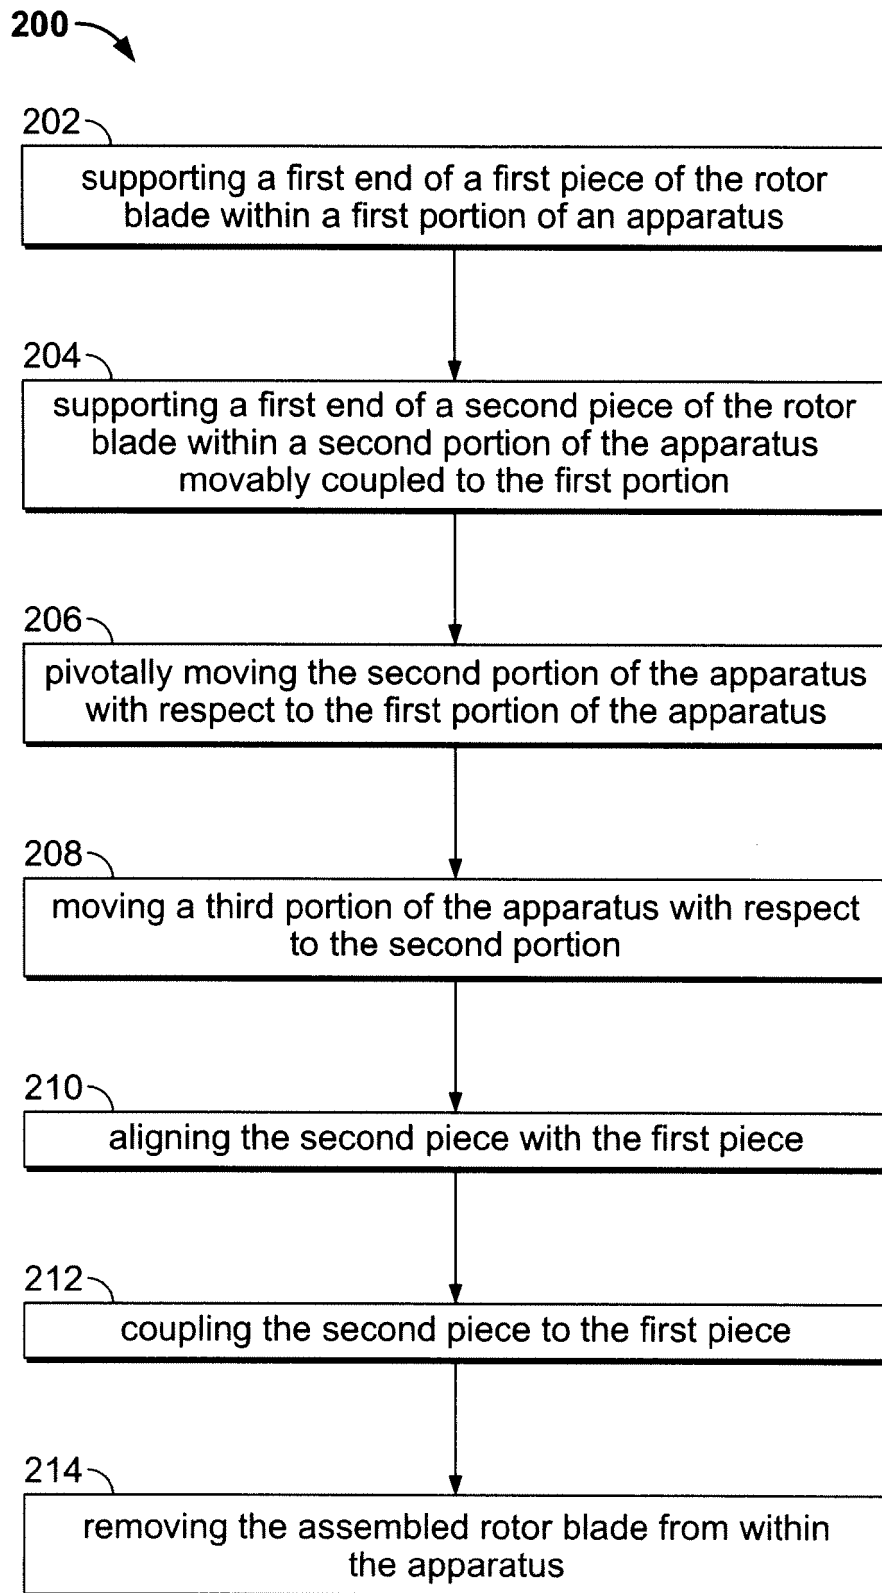 200
202
supporting a first end of a first piece of the rotor
blade within a first portion of an apparatus
204
supporting a first end of a second piece of the rotor
blade within a second portion of the apparatus
movably coupled to the first portion
206
pivotally moving the second portion of the apparatus
with respect to the first portion of the apparatus
208
moving a third portion of the apparatus with respect
to the second portion
210
aligning the second piece with the first piece
212
coupling the second piece to the first piece
214
removing the assembled rotor blade from within
the apparatus